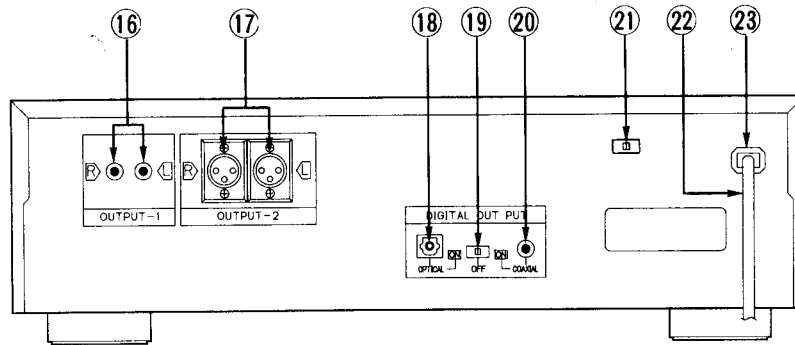 16 17 18 19 20 21 22 23
R L R L
OUTPUT-1 OUTPUT-2
DIGITAL OUT PUT
ON ON
OPTICAL OFF COAXIAL